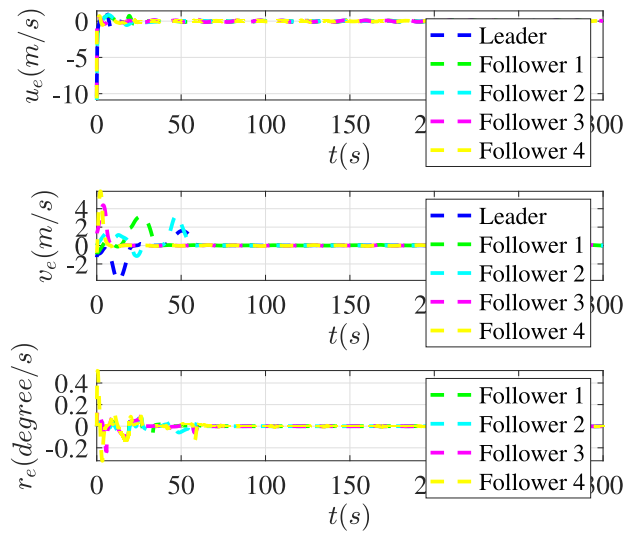 u_e(m/s)
0
-5
-10
0
50
100
150
2
300
t(s)
Leader
Follower 1
Follower 2
Follower 3
Follower 4
v_e(m/s)
4
2
0
-2
0
50
100
150
2
300
t(s)
Leader
Follower 1
Follower 2
Follower 3
Follower 4
r_e(degree/s)
0.4
0.2
0
-0.2
0
50
100
150
2
300
t(s)
Follower 1
Follower 2
Follower 3
Follower 4